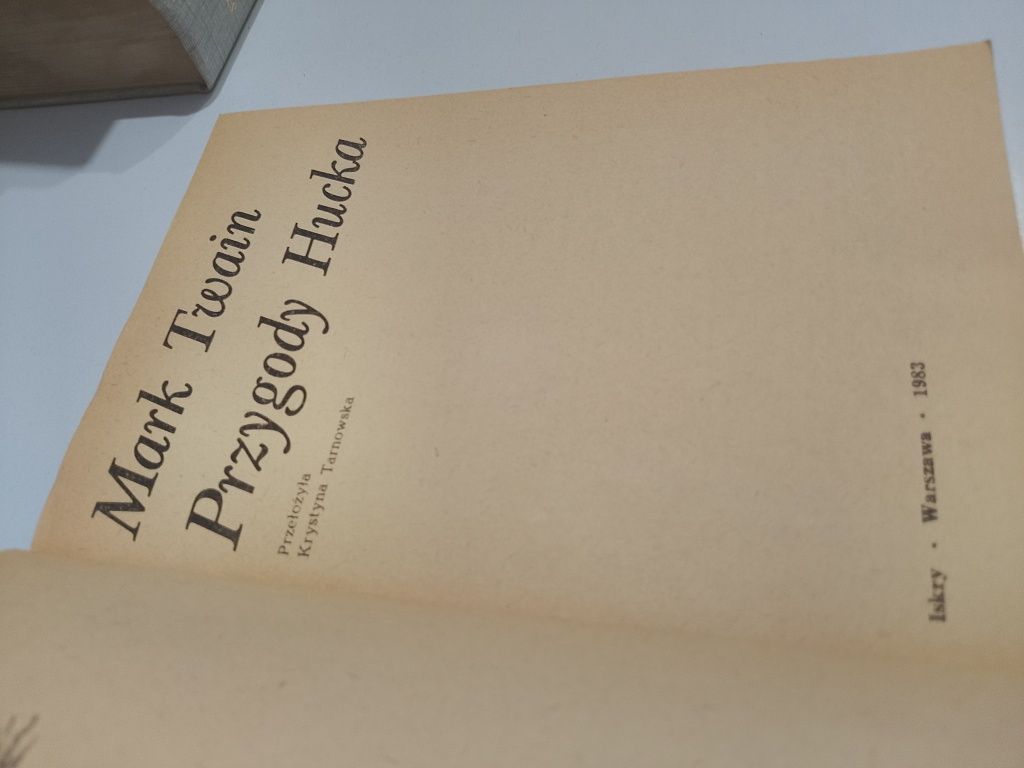 Mark Twain
Przygody Hucka
Przełożyła
Krystyna Tarnowska
Iskry · Warszawa · 1983